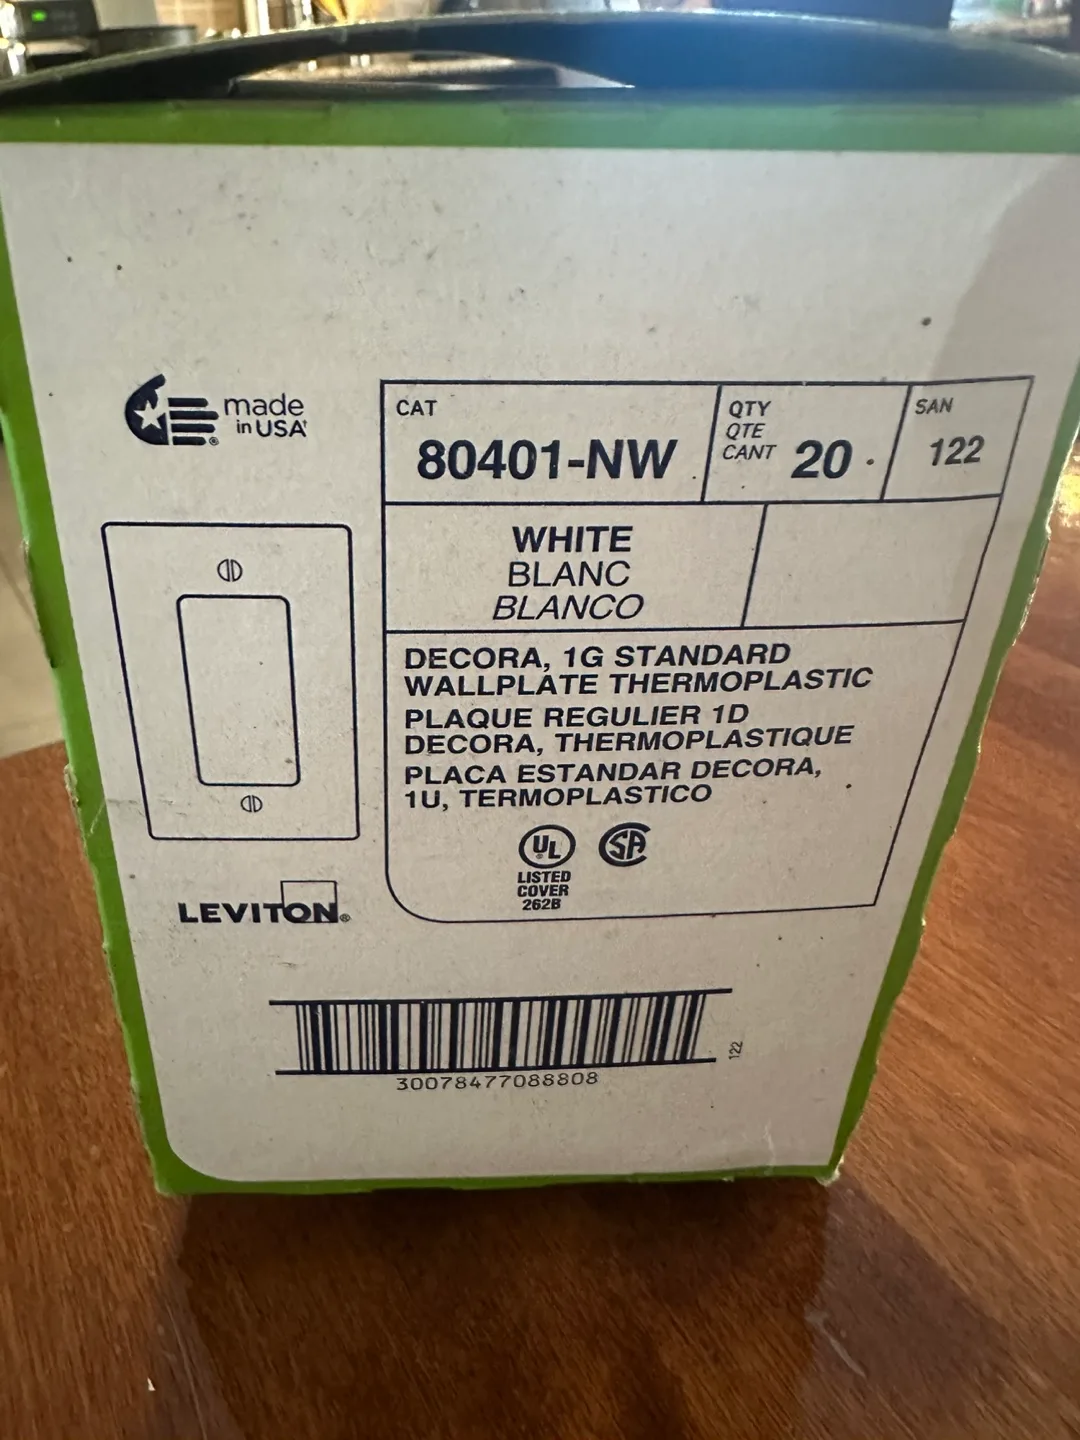 made
in USA†
CAT
80401-NW
QTY
QTE
CANT
20
SAN
122
WHITE
BLANC
BLANCO
DECORA, 1G STANDARD
WALLPLATE THERMOPLASTIC
PLAQUE REGULIER 1D
DECORA, THERMOPLASTIQUE
PLACA ESTANDAR DECORA,
1U, TERMOPLASTICO
UL
SA
LISTED
COVER
262B
LEVITON®
122
30078477088808